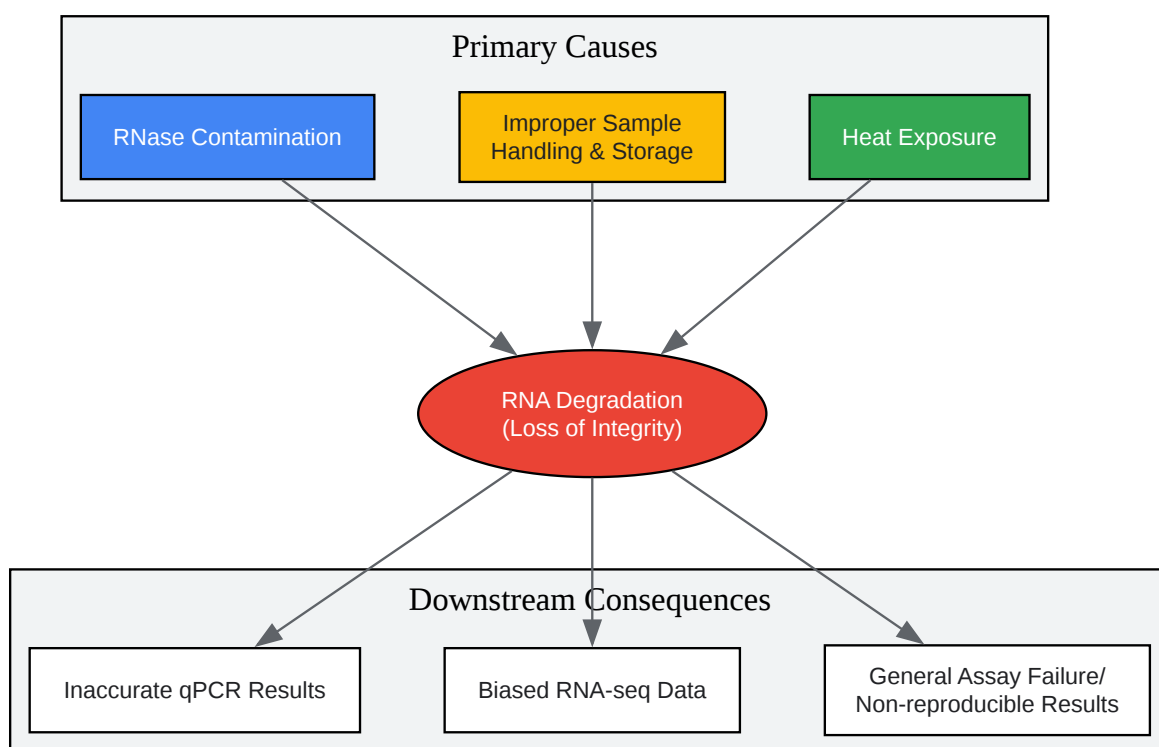 Primary Causes
RNase Contamination
Improper Sample
Handling & Storage
Heat Exposure
RNA Degradation
(Loss of Integrity)
Downstream Consequences
Inaccurate qPCR Results
Biased RNA-seq Data
General Assay Failure/
Non-reproducible Results